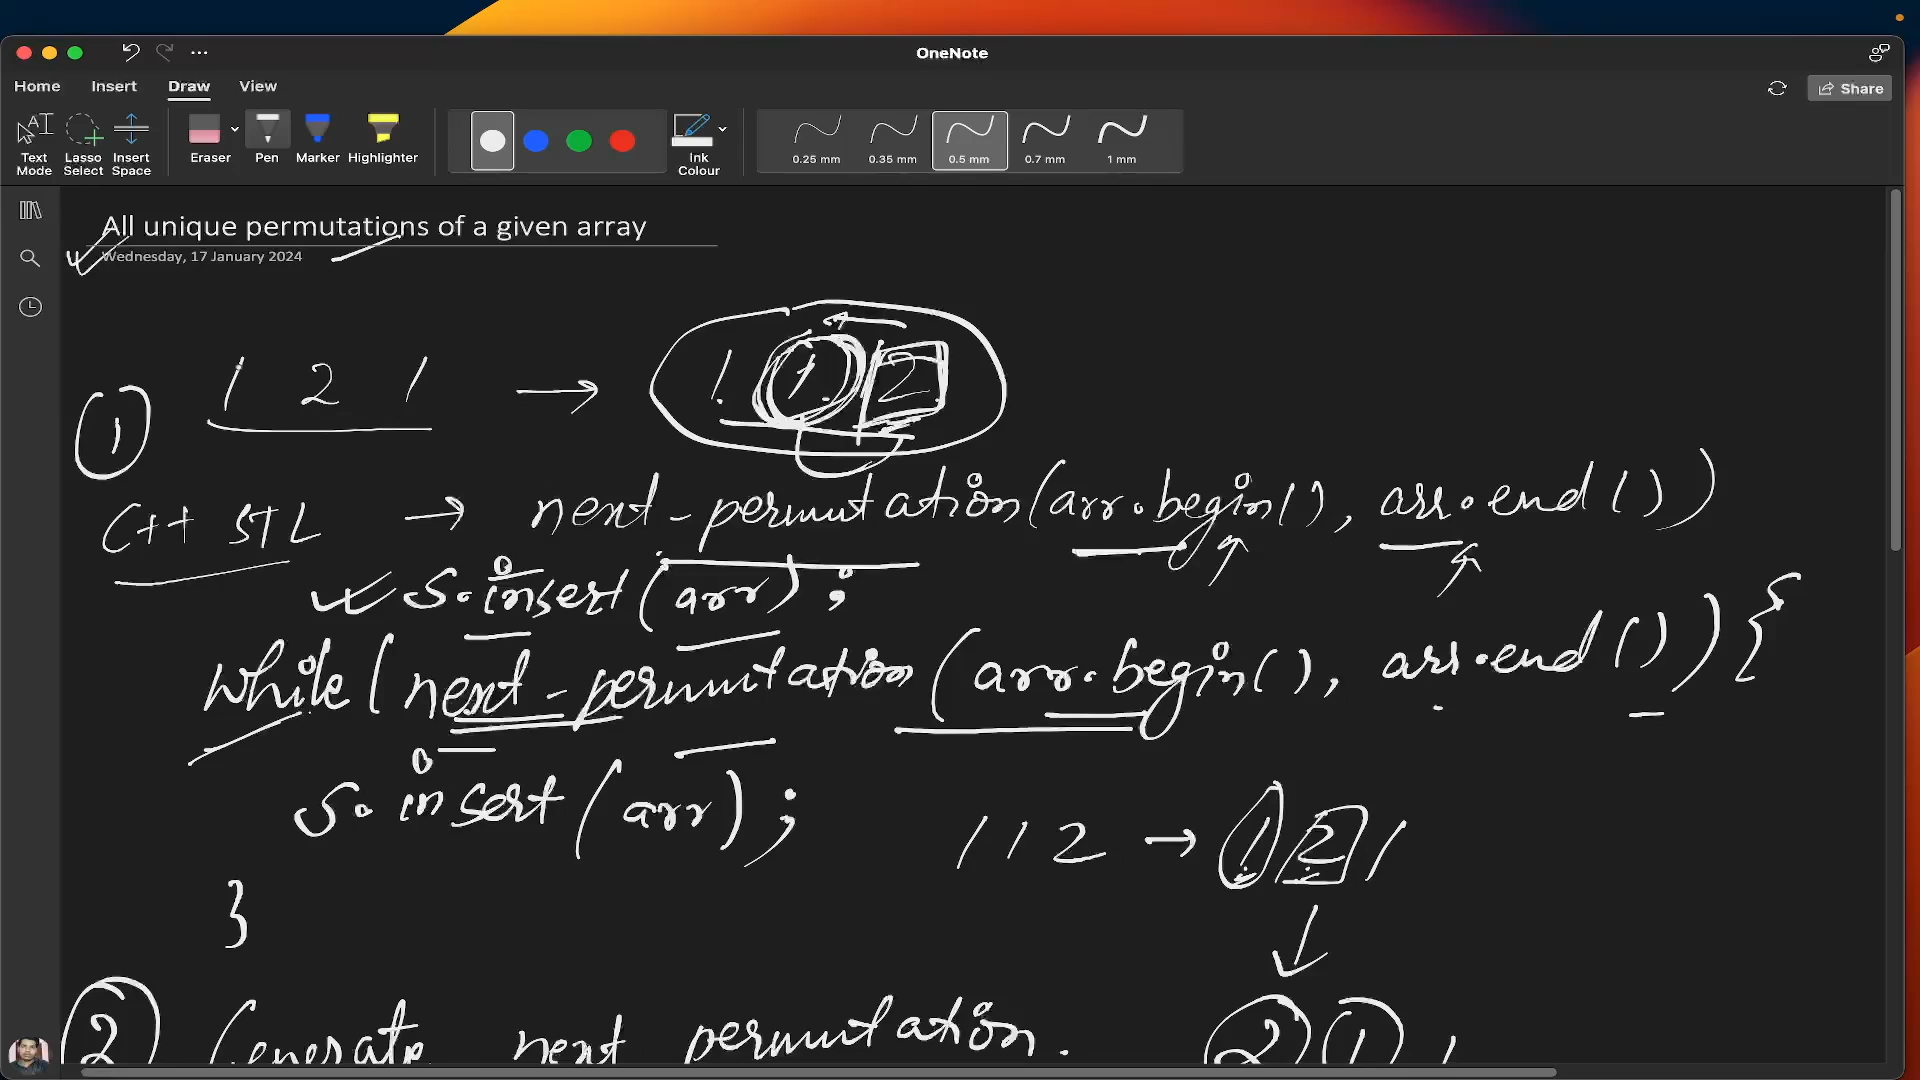 OneNote
Home Insert Draw View
Share
Text Mode
Lasso Select
Insert Space
Eraser
Pen
Marker
Highlighter
Ink Colour
0.25 mm
0.35 mm
0.5 mm
0.7 mm
1 mm
All unique permutations of a given array
Wednesday, 17 January 2024
1 2 1 → 1 1 2
1
C++ STL → next_permutation(arr.begin(), arr.end())
s.insert(arr);
while(next_permutation(arr.begin(), arr.end()){
s.insert(arr);
1 1 2 → 1 2 1
}
↓
2 Generate next permutation. 2 1 1